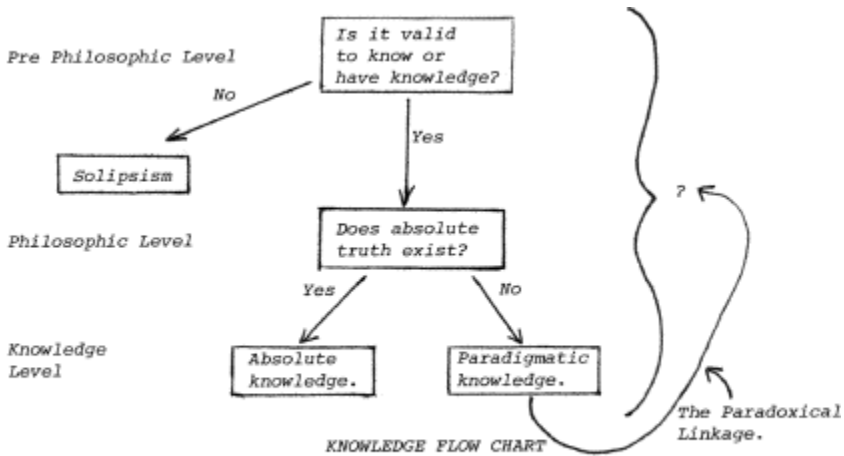 Is it valid
to know or
have knowledge?
Pre Philosophic Level
No
Yes
Solipsism
?
Does absolute
truth exist?
Philosophic Level
Yes
No
Knowledge
Level
Absolute
knowledge.
Paradigmatic
knowledge.
The Paradoxical
Linkage.
KNOWLEDGE FLOW CHART